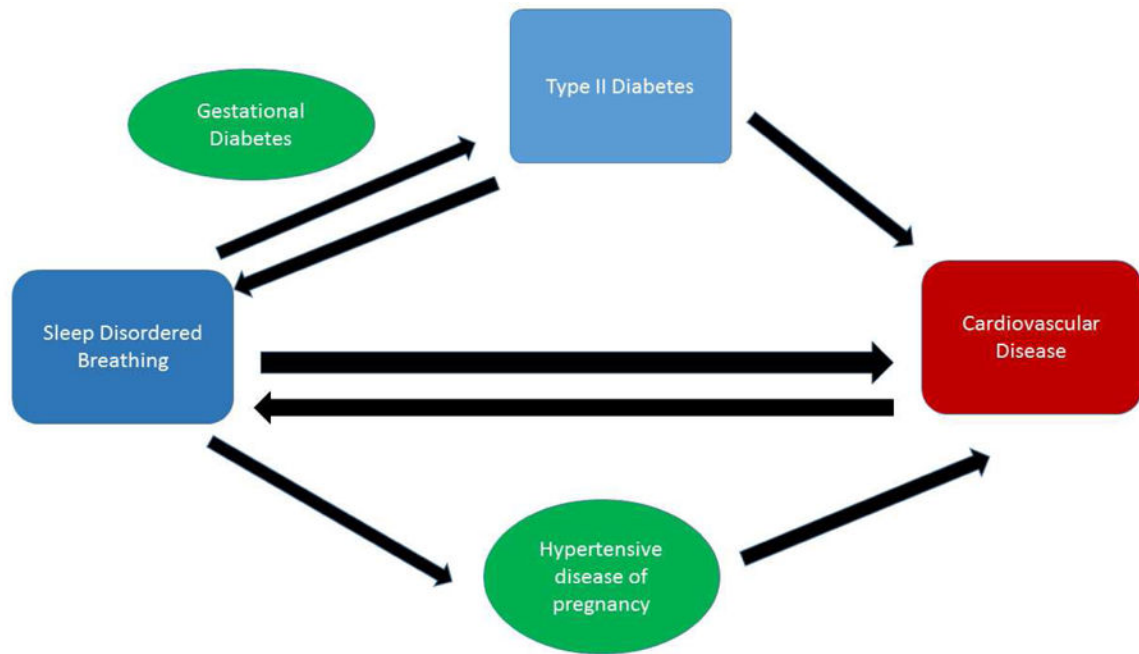 Type II Diabetes
Gestational
Diabetes
Sleep Disordered
Breathing
Cardiovascular
Disease
Hypertensive
disease of
pregnancy